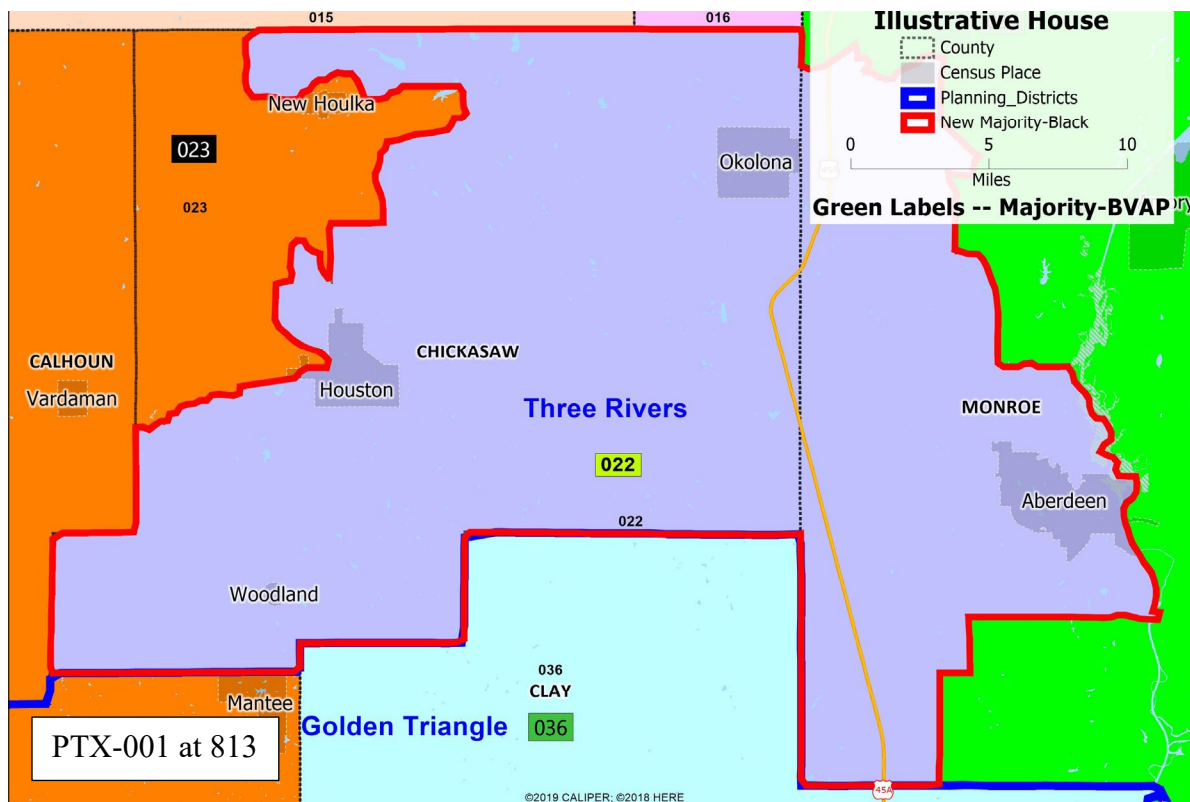 015
016
Illustrative House
County
Census Place
Planning_Districts
New Majority-Black
0 5 10
Miles
Green Labels -- Majority-BVAP
New Houlka
023
023
Okolona
CALHOUN
Vardaman
CHICKASAW
Houston
Three Rivers
MONROE
022
Aberdeen
022
Woodland
036
CLAY
Mantee
Golden Triangle
036
PTX-001 at 813
45A
©2019 CALIPER; ©2018 HERE